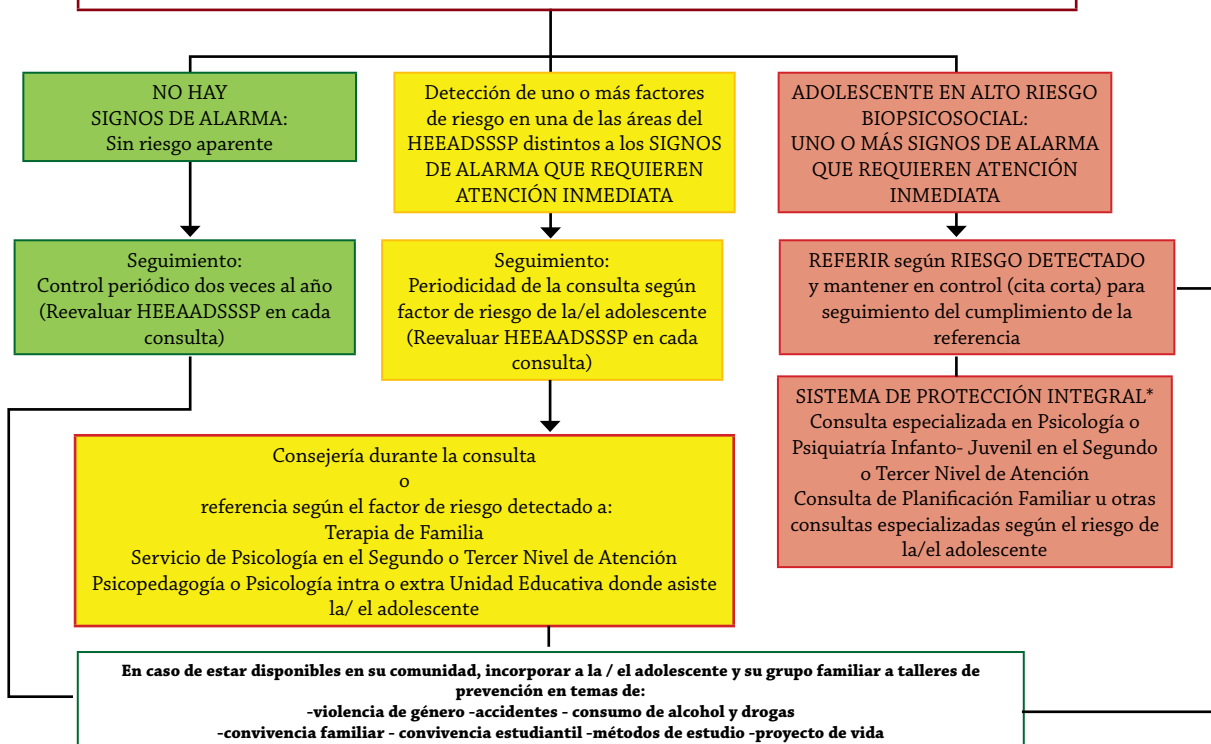 NO HAY
SIGNOS DE ALARMA:
Sin riesgo aparente
Detección de uno o más factores
de riesgo en una de las áreas del
HEEADSSSP distintos a los SIGNOS
DE ALARMA QUE REQUIEREN
ATENCIÓN INMEDIATA
ADOLESCENTE EN ALTO RIESGO
BIOPSICOSOCIAL:
UNO O MÁS SIGNOS DE ALARMA
QUE REQUIEREN ATENCIÓN
INMEDIATA
Seguimiento:
Control periódico dos veces al año
(Reevaluar HEEAADSSSP en cada
consulta)
Seguimiento:
Periodicidad de la consulta según
factor de riesgo de la/el adolescente
(Reevaluar HEEAADSSSP en cada
consulta)
REFERIR según RIESGO DETECTADO
y mantener en control (cita corta) para
seguimiento del cumplimiento de la
referencia
SISTEMA DE PROTECCIÓN INTEGRAL*
Consulta especializada en Psicología o
Psiquiatría Infanto- Juvenil en el Segundo
o Tercer Nivel de Atención
Consulta de Planificación Familiar u otras
consultas especializadas según el riesgo de
la/el adolescente
Consejería durante la consulta
o
referencia según el factor de riesgo detectado a:
Terapia de Familia
Servicio de Psicología en el Segundo o Tercer Nivel de Atención
Psicopedagogía o Psicología intra o extra Unidad Educativa donde asiste
la/ el adolescente
En caso de estar disponibles en su comunidad, incorporar a la / el adolescente y su grupo familiar a talleres de
prevención en temas de:
-violencia de género -accidentes - consumo de alcohol y drogas
-convivencia familiar - convivencia estudiantil -métodos de estudio -proyecto de vida